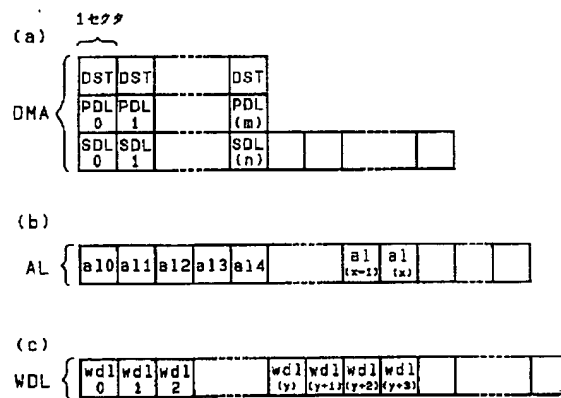 1セクタ
(a)
DMA
DST DST DST
PDL 0 PDL 1 PDL (m)
SDL 0 SDL 1 SDL (n)
(b)
AL
al0 al1 al2 al3 al4 al (x-1) al (x)
(c)
WDL
wdl 0 wdl 1 wdl 2 wdl (y) wdl (y+1) wdl (y+2) wdl (y+3)